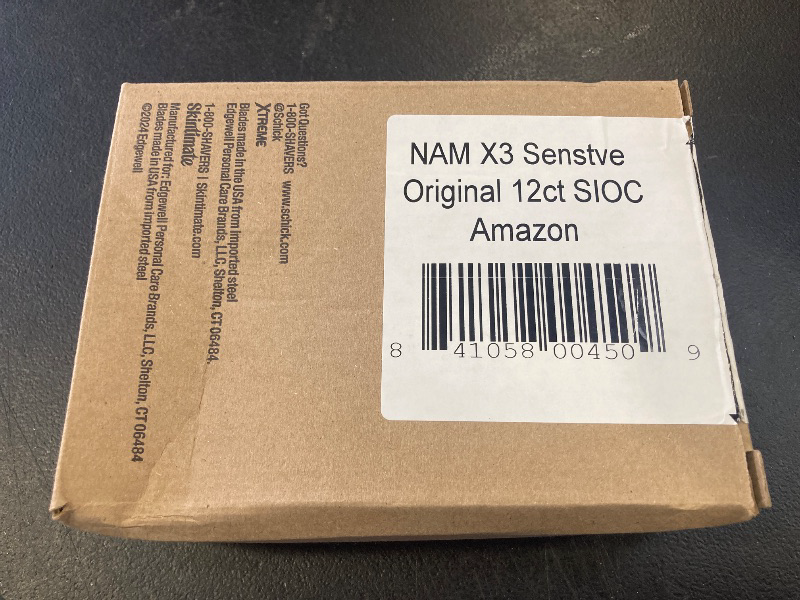 NAM X3 Senstve
Original 12ct SIOC
Amazon
8 41058 00450 9
Got Questions?
1-800-SHAVERS www.schick.com
@Schick
XTREME
Blades made in the USA from imported steel
Edgewell Personal Care Brands, LLC, Shelton, CT 06484.
1-800-SHAVERS | Skintimate.com
Skintimate
Manufactured for: Edgewell Personal Care Brands, LLC, Shelton, CT 06484
Blades made in USA from imported steel
©2024 Edgewell